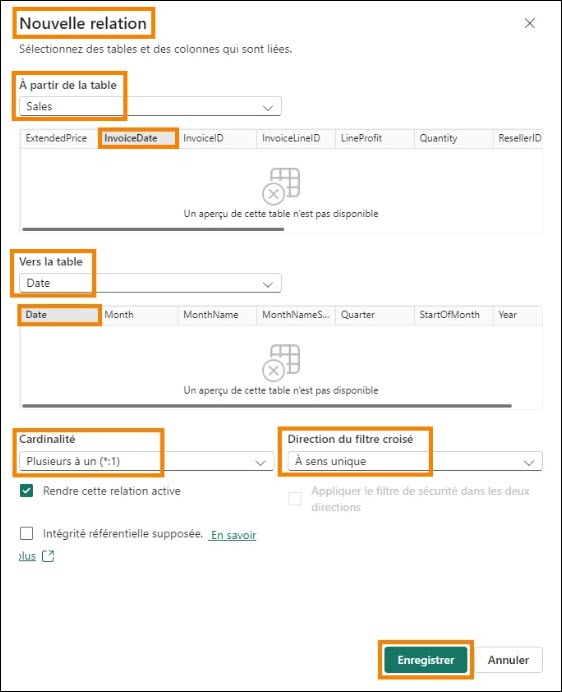 Nouvelle relation
Sélectionnez des tables et des colonnes qui sont liées.
À partir de la table
Sales
ExtendedPrice InvoiceDate InvoiceID InvoiceLineID LineProfit Quantity ResellerID
Un aperçu de cette table n'est pas disponible
Vers la table
Date
Date Month MonthName MonthNameS... Quarter StartOfMonth Year
Un aperçu de cette table n'est pas disponible
Cardinalité Direction du filtre croisé
Plusieurs à un (*:1) À sens unique
Rendre cette relation active Appliquer le filtre de sécurité dans les deux
directions
Intégrité référentielle supposée. En savoir
plus
Enregistrer Annuler